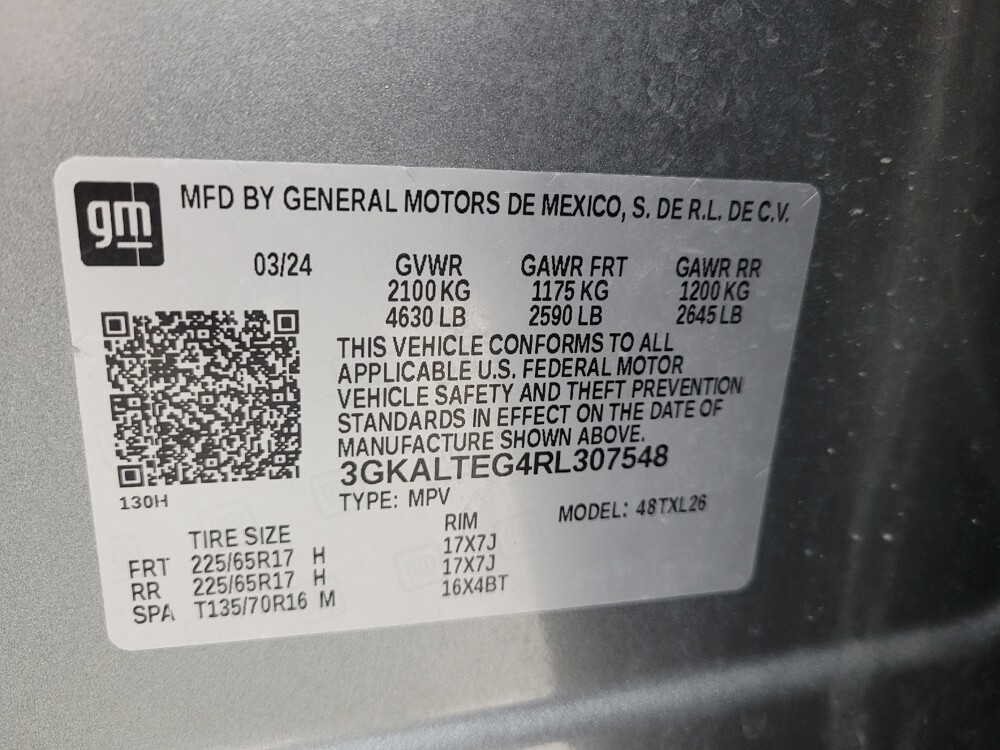 gm
MFD BY GENERAL MOTORS DE MEXICO, S. DE R.L. DE C.V.
03/24 GVWR GAWR FRT GAWR RR
2100 KG 1175 KG 1200 KG
4630 LB 2590 LB 2645 LB
THIS VEHICLE CONFORMS TO ALL
APPLICABLE U.S. FEDERAL MOTOR
VEHICLE SAFETY AND THEFT PREVENTION
STANDARDS IN EFFECT ON THE DATE OF
MANUFACTURE SHOWN ABOVE.
3GKALTEG4RL307548
130H
TYPE: MPV MODEL: 48TXL26
TIRE SIZE RIM
FRT 225/65R17 H 17X7J
RR 225/65R17 H 17X7J
SPA T135/70R16 M 16X4BT